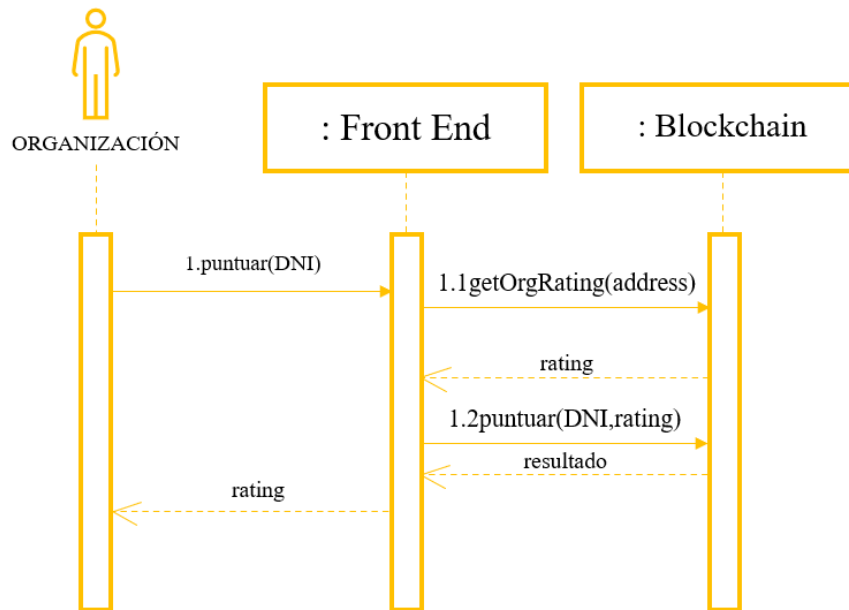 ORGANIZACIÓN
: Front End
: Blockchain
1.puntuar(DNI)
1.1getOrgRating(address)
rating
1.2puntuar(DNI,rating)
resultado
rating